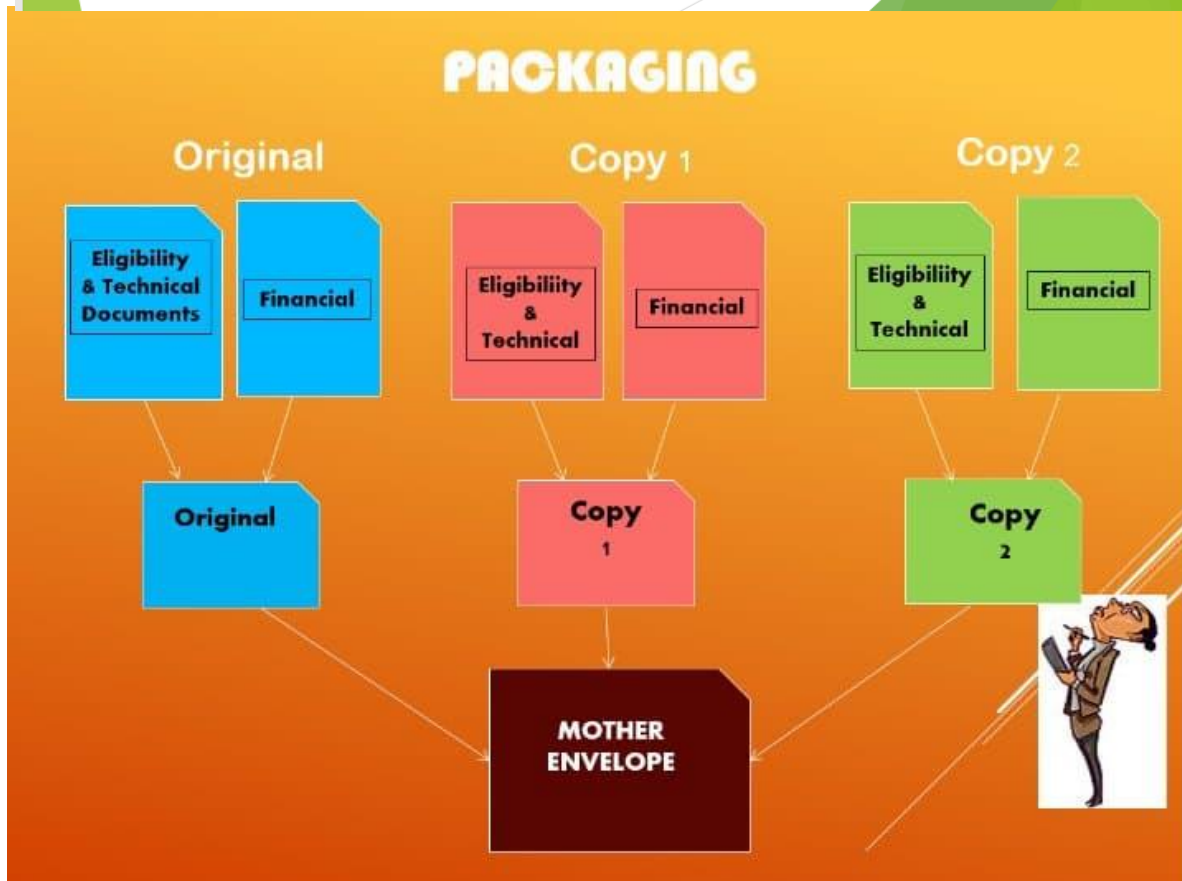 PACKAGING
Original
Copy 1
Copy 2
Eligibility
& Technical
Documents
Financial
Eligibiliity
&
Technical
Financial
Eligibiliity
&
Technical
Financial
Original
Copy
1
Copy
2
MOTHER
ENVELOPE